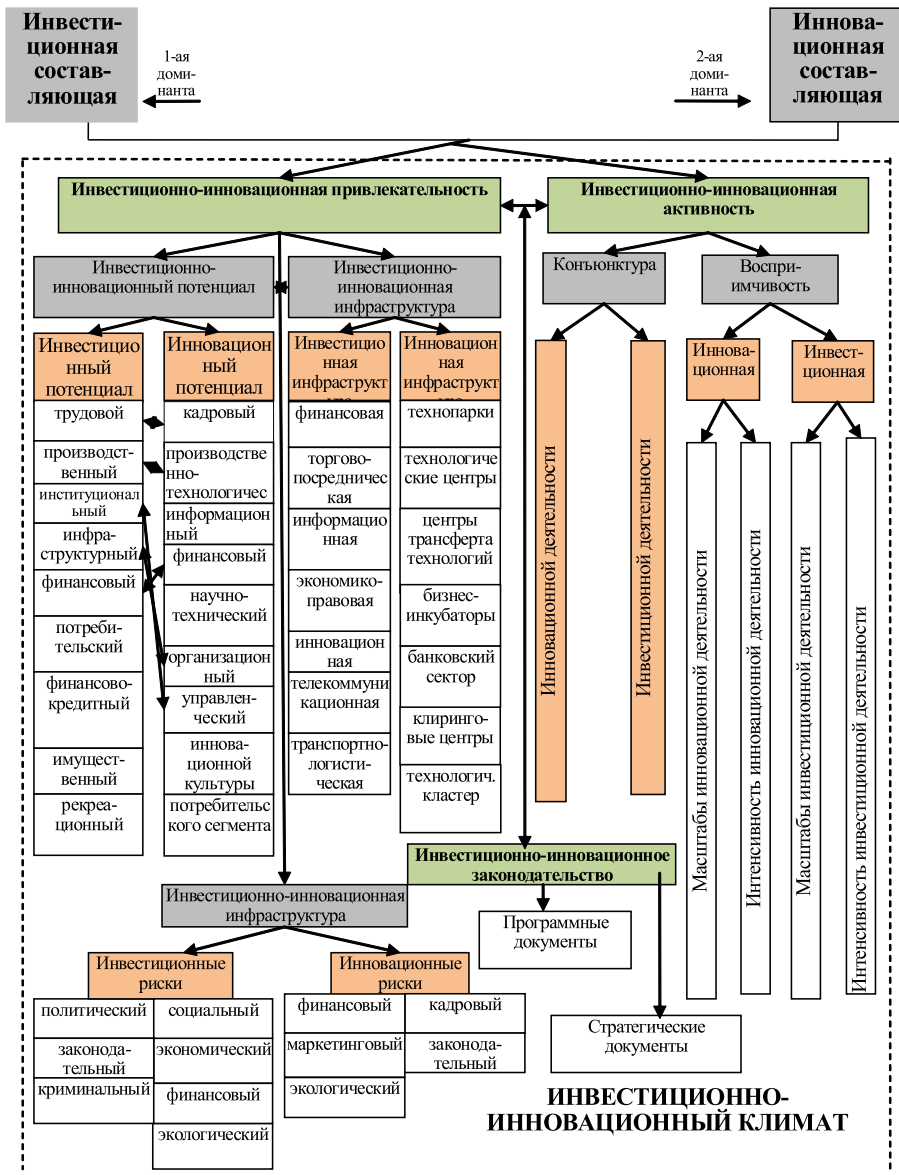 Инвести-
ционная
состав-
ляющая
1-ая
доми-
нанта
2-ая
доми-
нанта
Иннова-
ционная
состав-
ляющая
Инвестиционно-инновационная привлекательность
Инвестиционно-инновационная
активность
Инвестиционно-
инновационный потенциал
Инвестиционно-
инновационная
инфраструктура
Конъюнктура
Воспри-
имчивость
Инвестицио
нный
потенциал
Инновацион
ный
потенциал
Инвестицио
нная
инфраструкт
Инновацион
ная
инфраструкт
Иннова-
ционная
Инвест-
ционная
трудовой
производст-
венный
институционал
ьный
инфра-
структурный
финансовый
потреби-
тельский
финансово-
кредитный
имущест-
венный
рекреа-
ционный
кадровый
производстве
нно-
технологичес
информацион
ный
финансовый
научно-
технический
организацион
ный
управлен-
ческий
инно-
вационной
культуры
потребительс
кого сегмента
финансовая
торгово-
посредническ
ая
информацио
нная
экономико-
правовая
инновационн
ая
телекоммуни
кационная
транспортно-
логисти-
ческая
технопарки
технологиче
ские центры
центры
трансферта
технологий
бизнес-
инкубаторы
банковский
сектор
клиринго-
вые центры
технологич.
кластер
Инновационной деятельности
Инвестиционной деятельности
Масштабы инновационной деятельности
Интенсивность инновационной деятельности
Масштабы инвестиционной деятельности
Интенсивность инвестиционной деятельности
Инвестиционно-инновационное
законодательство
Программные
документы
Стратегические
документы
Инвестиционно-инновационная
инфраструктура
Инвестиционные
риски
Инновационные
риски
политический
законода-
тельный
криминальный
социальный
экономический
финансовый
экологический
финансовый
маркетинговый
экологический
кадровый
законода-
тельный
ИНВЕСТИЦИОННО-
ИННОВАЦИОННЫЙ КЛИМАТ